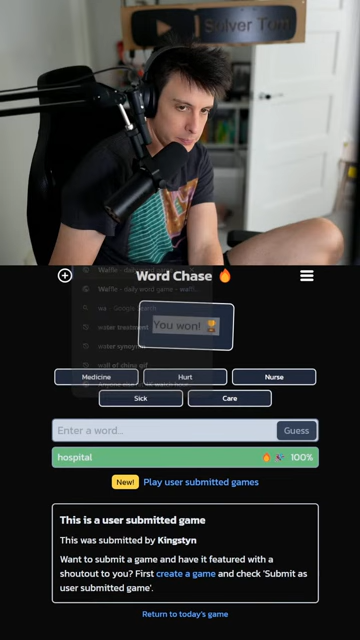 Solver Tom
Word Chase 🔥
You won! 🏆
Medicine Hurt Nurse
Sick Care
Enter a word... Guess
hospital 🔥 100%
New! Play user submitted games
This is a user submitted game
This was submitted by Kingstyn
Want to submit a game and have it featured with a
shoutout to you? First create a game and check 'Submit as
user submitted game'.
Return to today's game